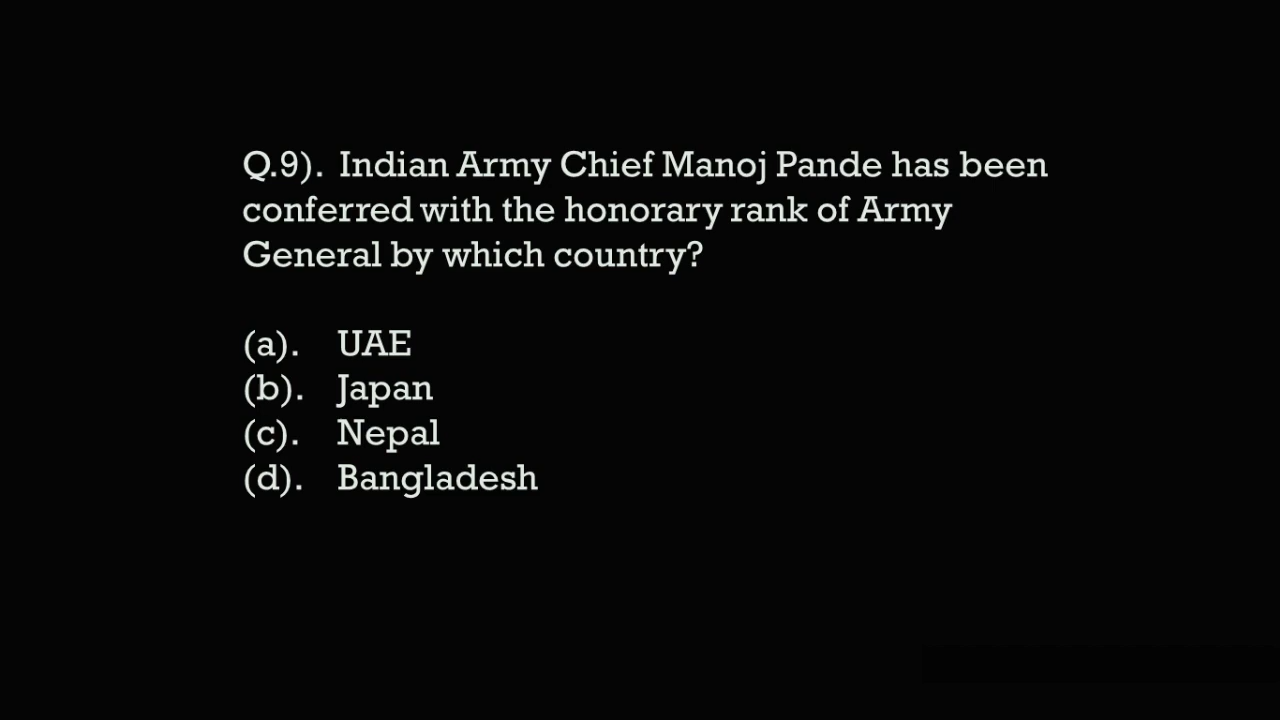 Q.9). Indian Army Chief Manoj Pande has been
conferred with the honorary rank of Army
General by which country?
(a). UAE
(b). Japan
(c). Nepal
(d). Bangladesh